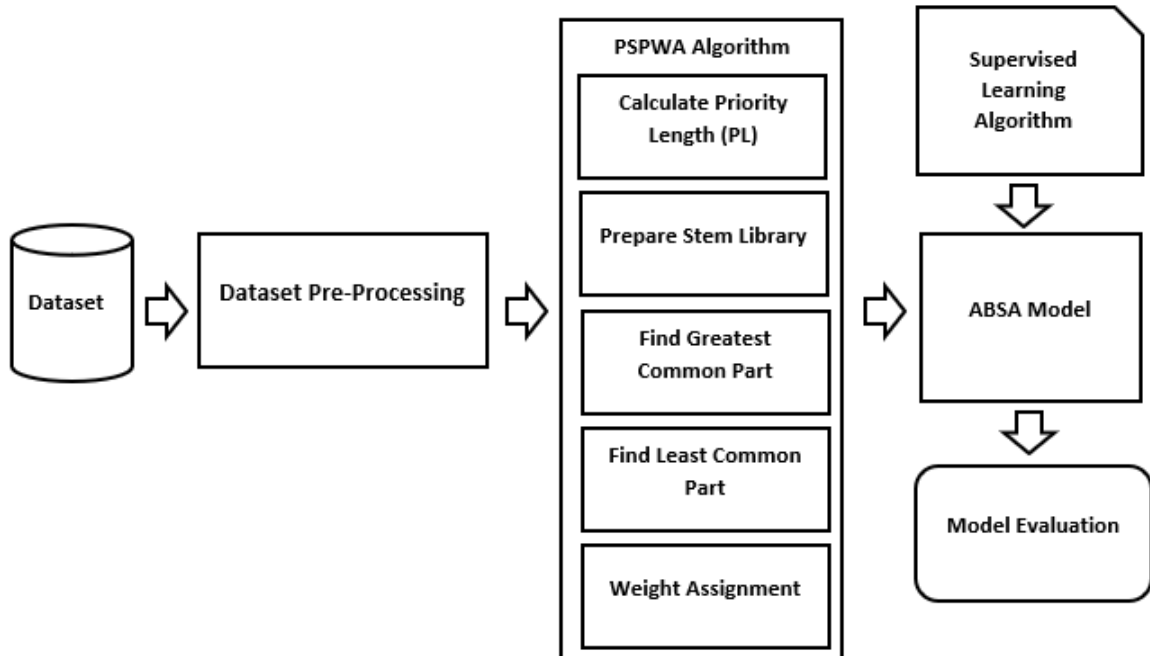 Dataset
Dataset Pre-Processing
PSPWA Algorithm
Calculate Priority
Length (PL)
Prepare Stem Library
Find Greatest
Common Part
Find Least Common
Part
Weight Assignment
Supervised
Learning
Algorithm
ABSA Model
Model Evaluation